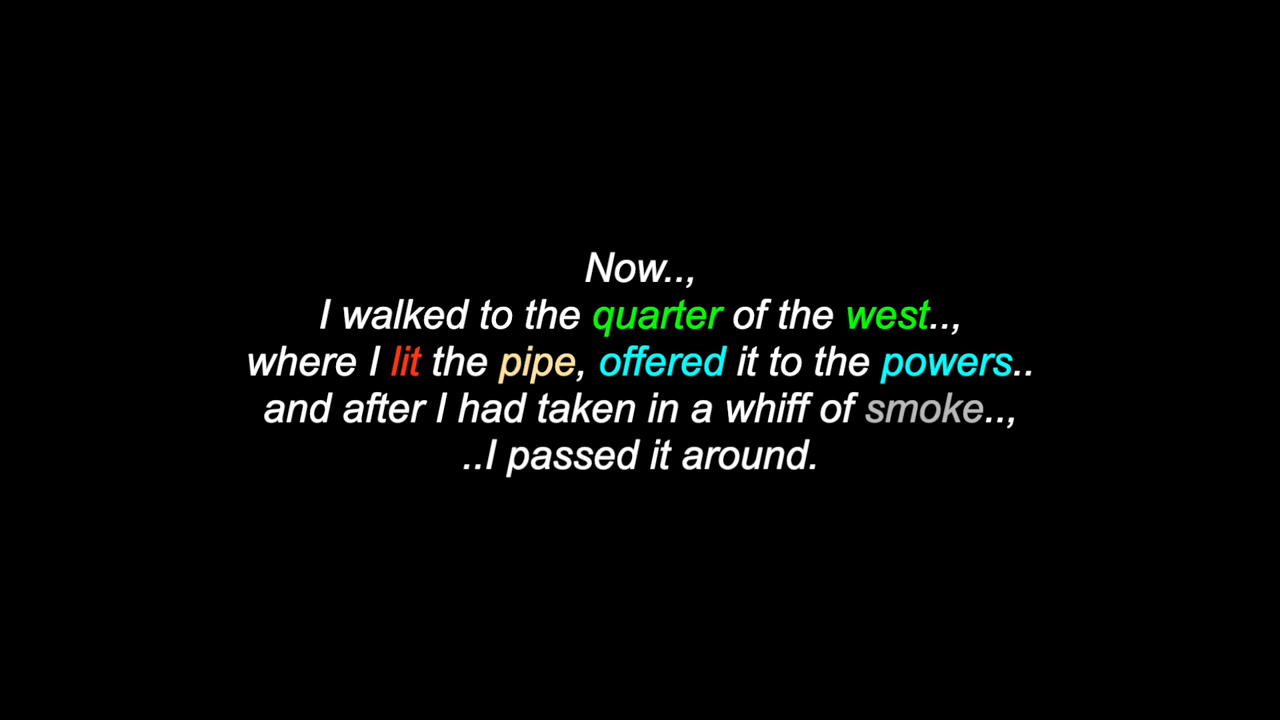 Now..,
I walked to the quarter of the west..,
where I lit the pipe, offered it to the powers..
and after I had taken in a whiff of smoke..,
..I passed it around.